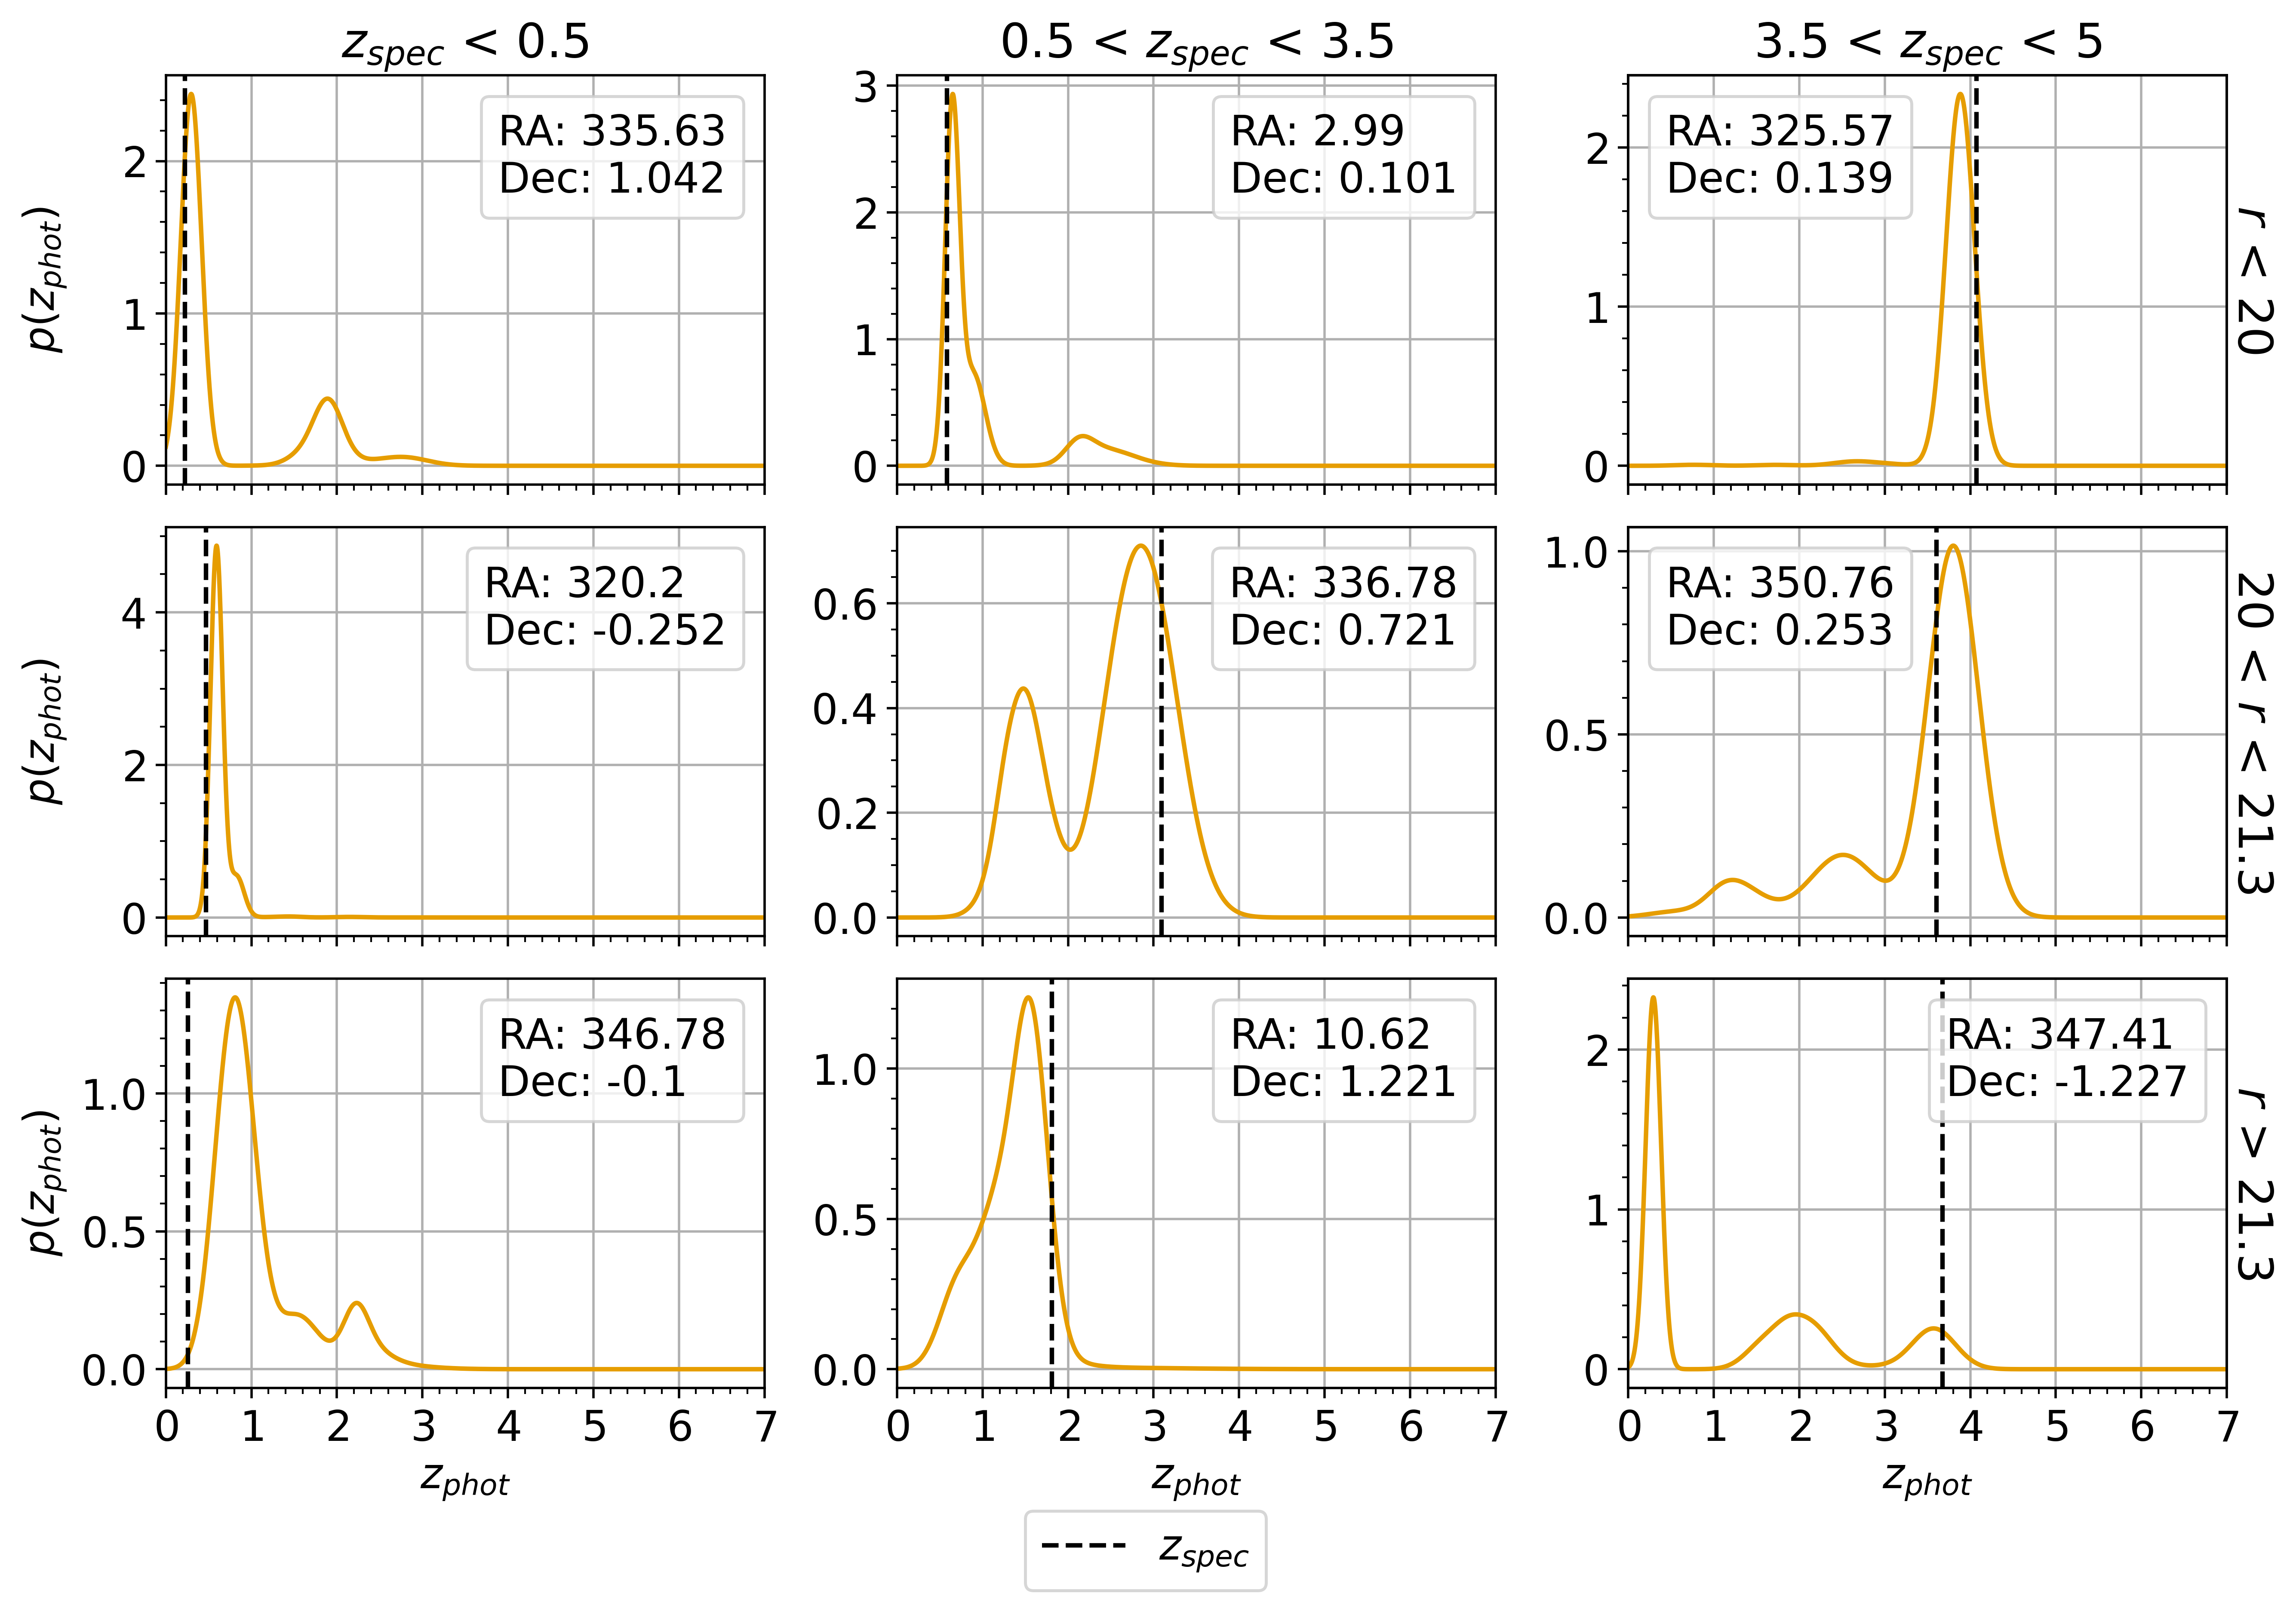 z_spec < 0.5
0.5 < z_spec < 3.5
3.5 < z_spec < 5
p(z_phot)
2
1
0
RA: 335.63
Dec: 1.042
3
2
1
0
RA: 2.99
Dec: 0.101
2
1
0
RA: 325.57
Dec: 0.139
r < 20
p(z_phot)
4
2
0
RA: 320.2
Dec: -0.252
0.6
0.4
0.2
0.0
RA: 336.78
Dec: 0.721
1.0
0.5
0.0
RA: 350.76
Dec: 0.253
20 < r < 21.3
p(z_phot)
1.0
0.5
0.0
RA: 346.78
Dec: -0.1
1.0
0.5
0.0
RA: 10.62
Dec: 1.221
2
1
0
RA: 347.41
Dec: -1.227
r > 21.3
0 1 2 3 4 5 6 7
0 1 2 3 4 5 6 7
0 1 2 3 4 5 6 7
z_phot
z_phot
z_phot
z_spec